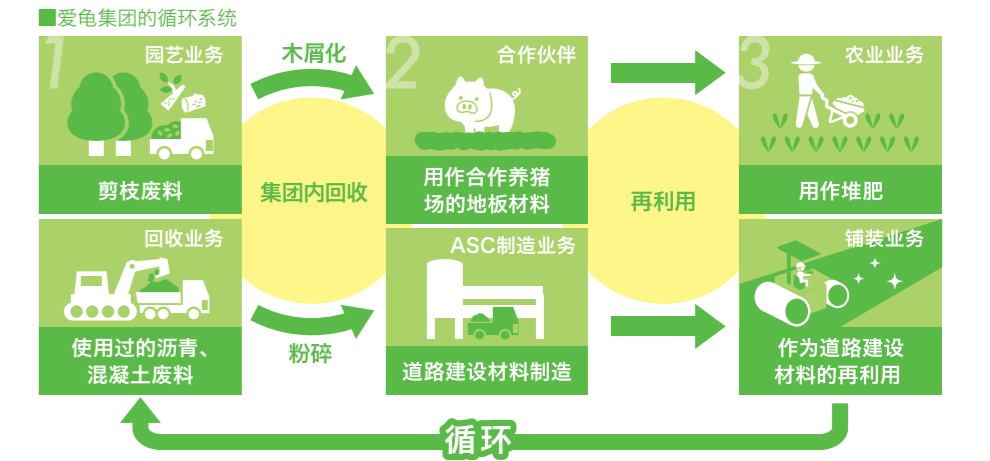 ■爱龟集团的循环系统
1
园艺业务
剪枝废料
回收业务
使用过的沥青、
混凝土废料
木屑化
集团内回收
粉碎
2
合作伙伴
用作合作养猪
场的地板材料
ASC制造业务
道路建设材料制造
再利用
3
农业业务
用作堆肥
铺装业务
作为道路建设
材料的再利用
循环